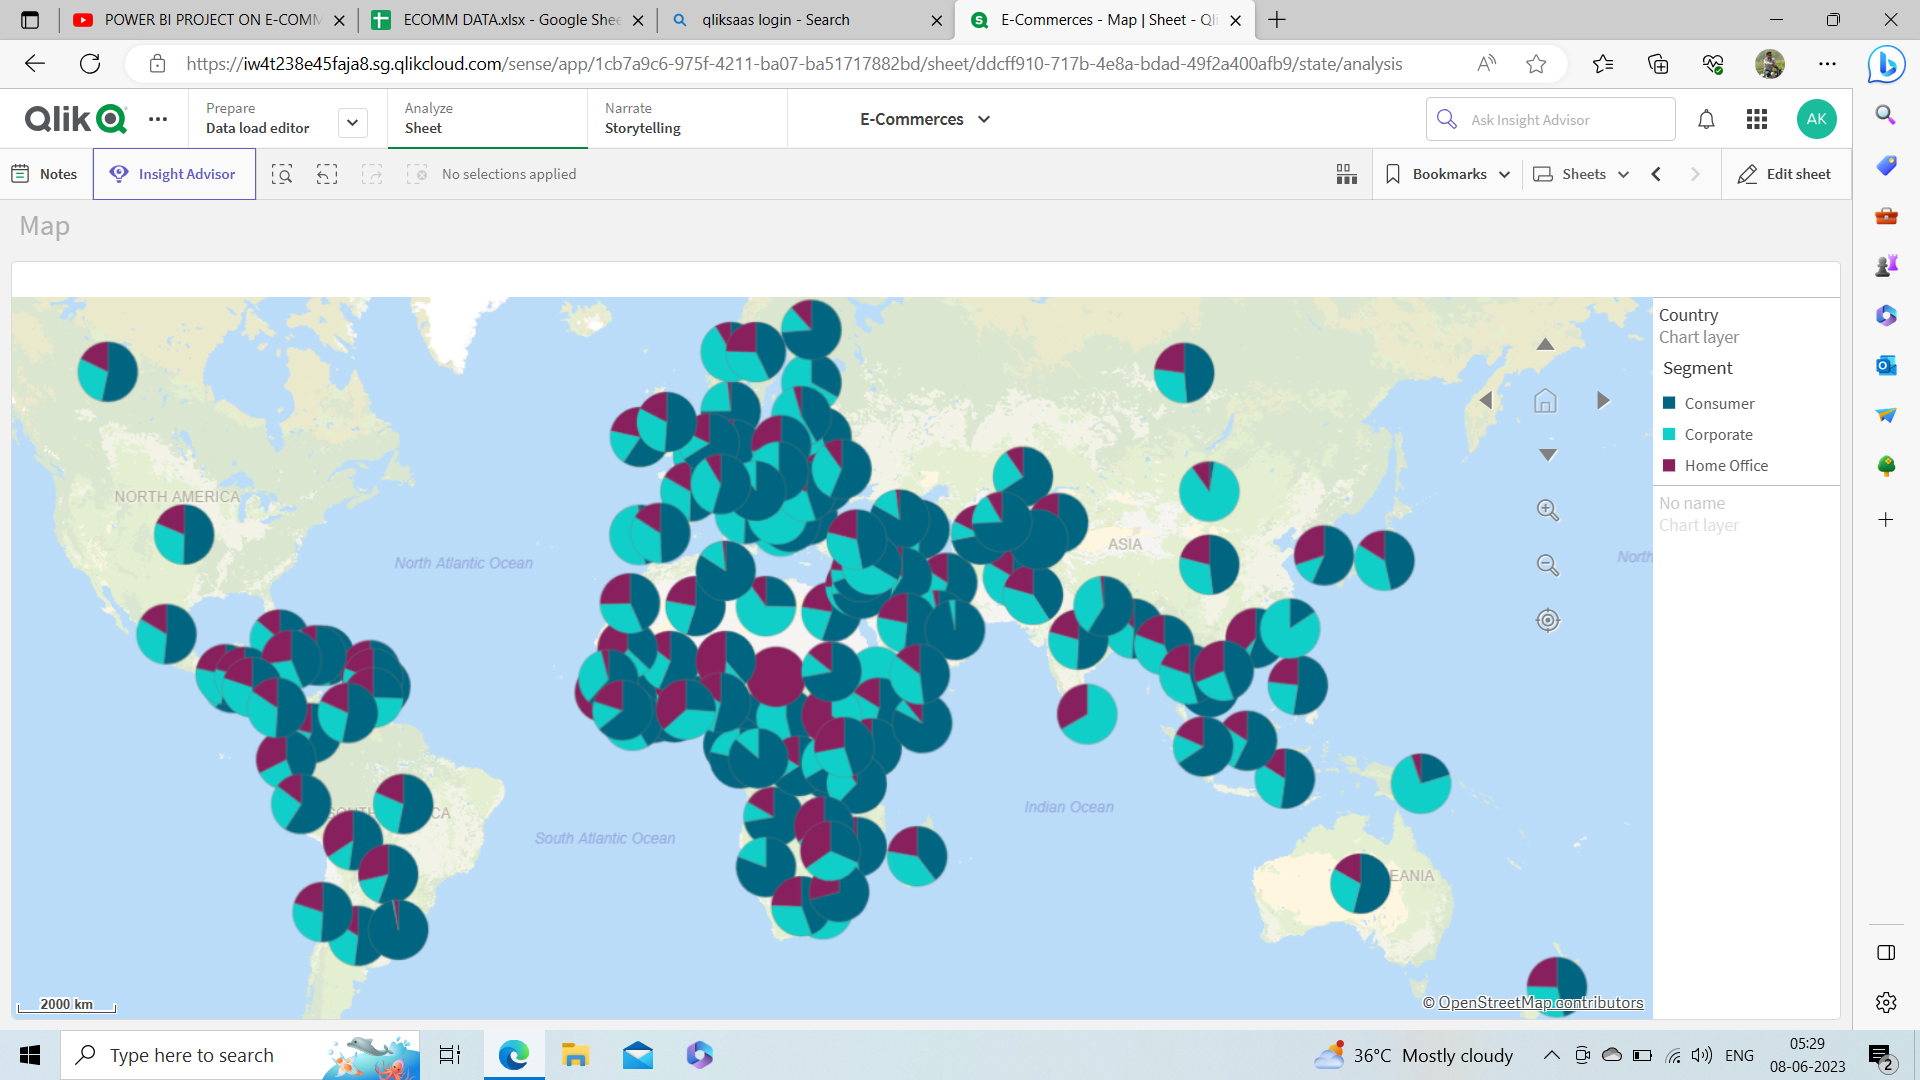 POWER BI PROJECT ON E-COMM
ECOMM DATA.xlsx - Google Shee
qliksaas login - Search
E-Commerces - Map | Sheet - Qli
https://iw4t238e45faja8.sg.qlikcloud.com/sense/app/1cb7a9c6-975f-4211-ba07-ba51717882bd/sheet/ddcff910-717b-4e8a-bdad-49f2a400afb9/state/analysis
Qlik
Prepare
Data load editor
Analyze
Sheet
Narrate
Storytelling
E-Commerces
Ask Insight Advisor
AK
Notes
Insight Advisor
No selections applied
Bookmarks
Sheets
Edit sheet
Map
NORTH AMERICA
North Atlantic Ocean
ASIA
North
Indian Ocean
South Atlantic Ocean
CA
EANIA
2000 km
© OpenStreetMap contributors
Country
Chart layer
Segment
Consumer
Corporate
Home Office
No name
Chart layer
Type here to search
36°C Mostly cloudy
ENG
05:29
08-06-2023
2